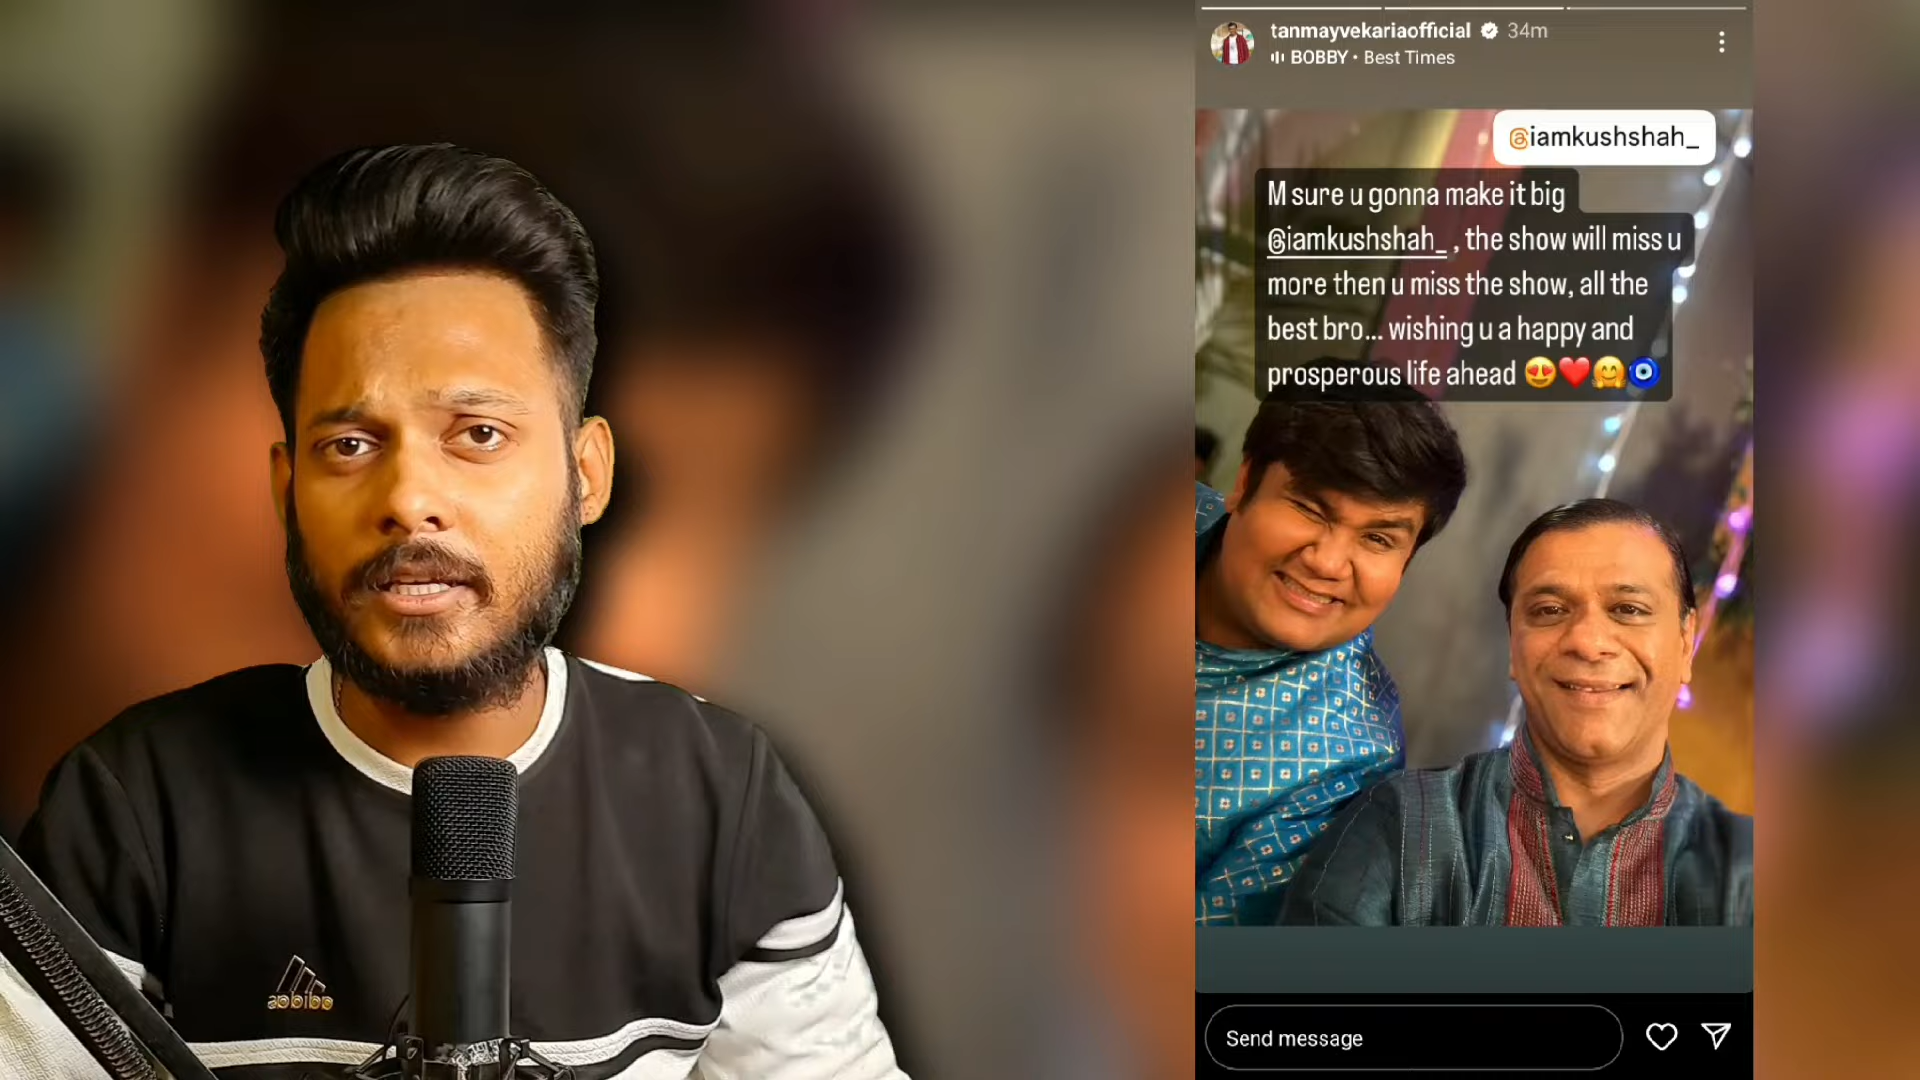 tanmayvekariaofficial 34m
BOBBY • Best Times
@iamkushshah_
M sure u gonna make it big
@iamkushshah_ , the show will miss u
more then u miss the show, all the
best bro... wishing u a happy and
prosperous life ahead 😍❤️🤗🧿
adidas
Send message